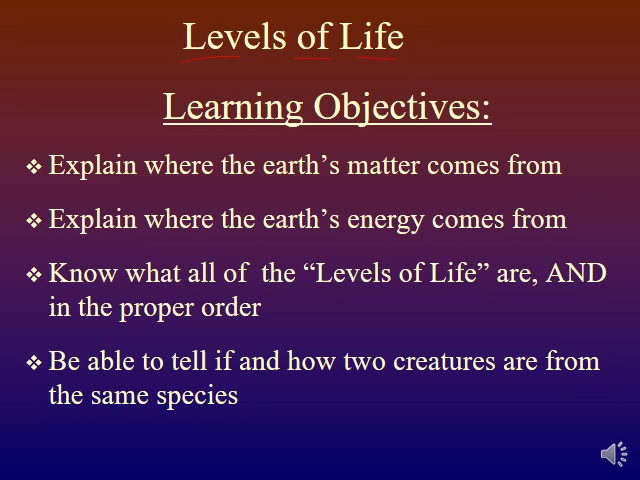 Levels of Life
Learning Objectives:
❖ Explain where the earth’s matter comes from
❖ Explain where the earth’s energy comes from
❖ Know what all of  the “Levels of Life” are, AND
in the proper order
❖ Be able to tell if and how two creatures are from
the same species